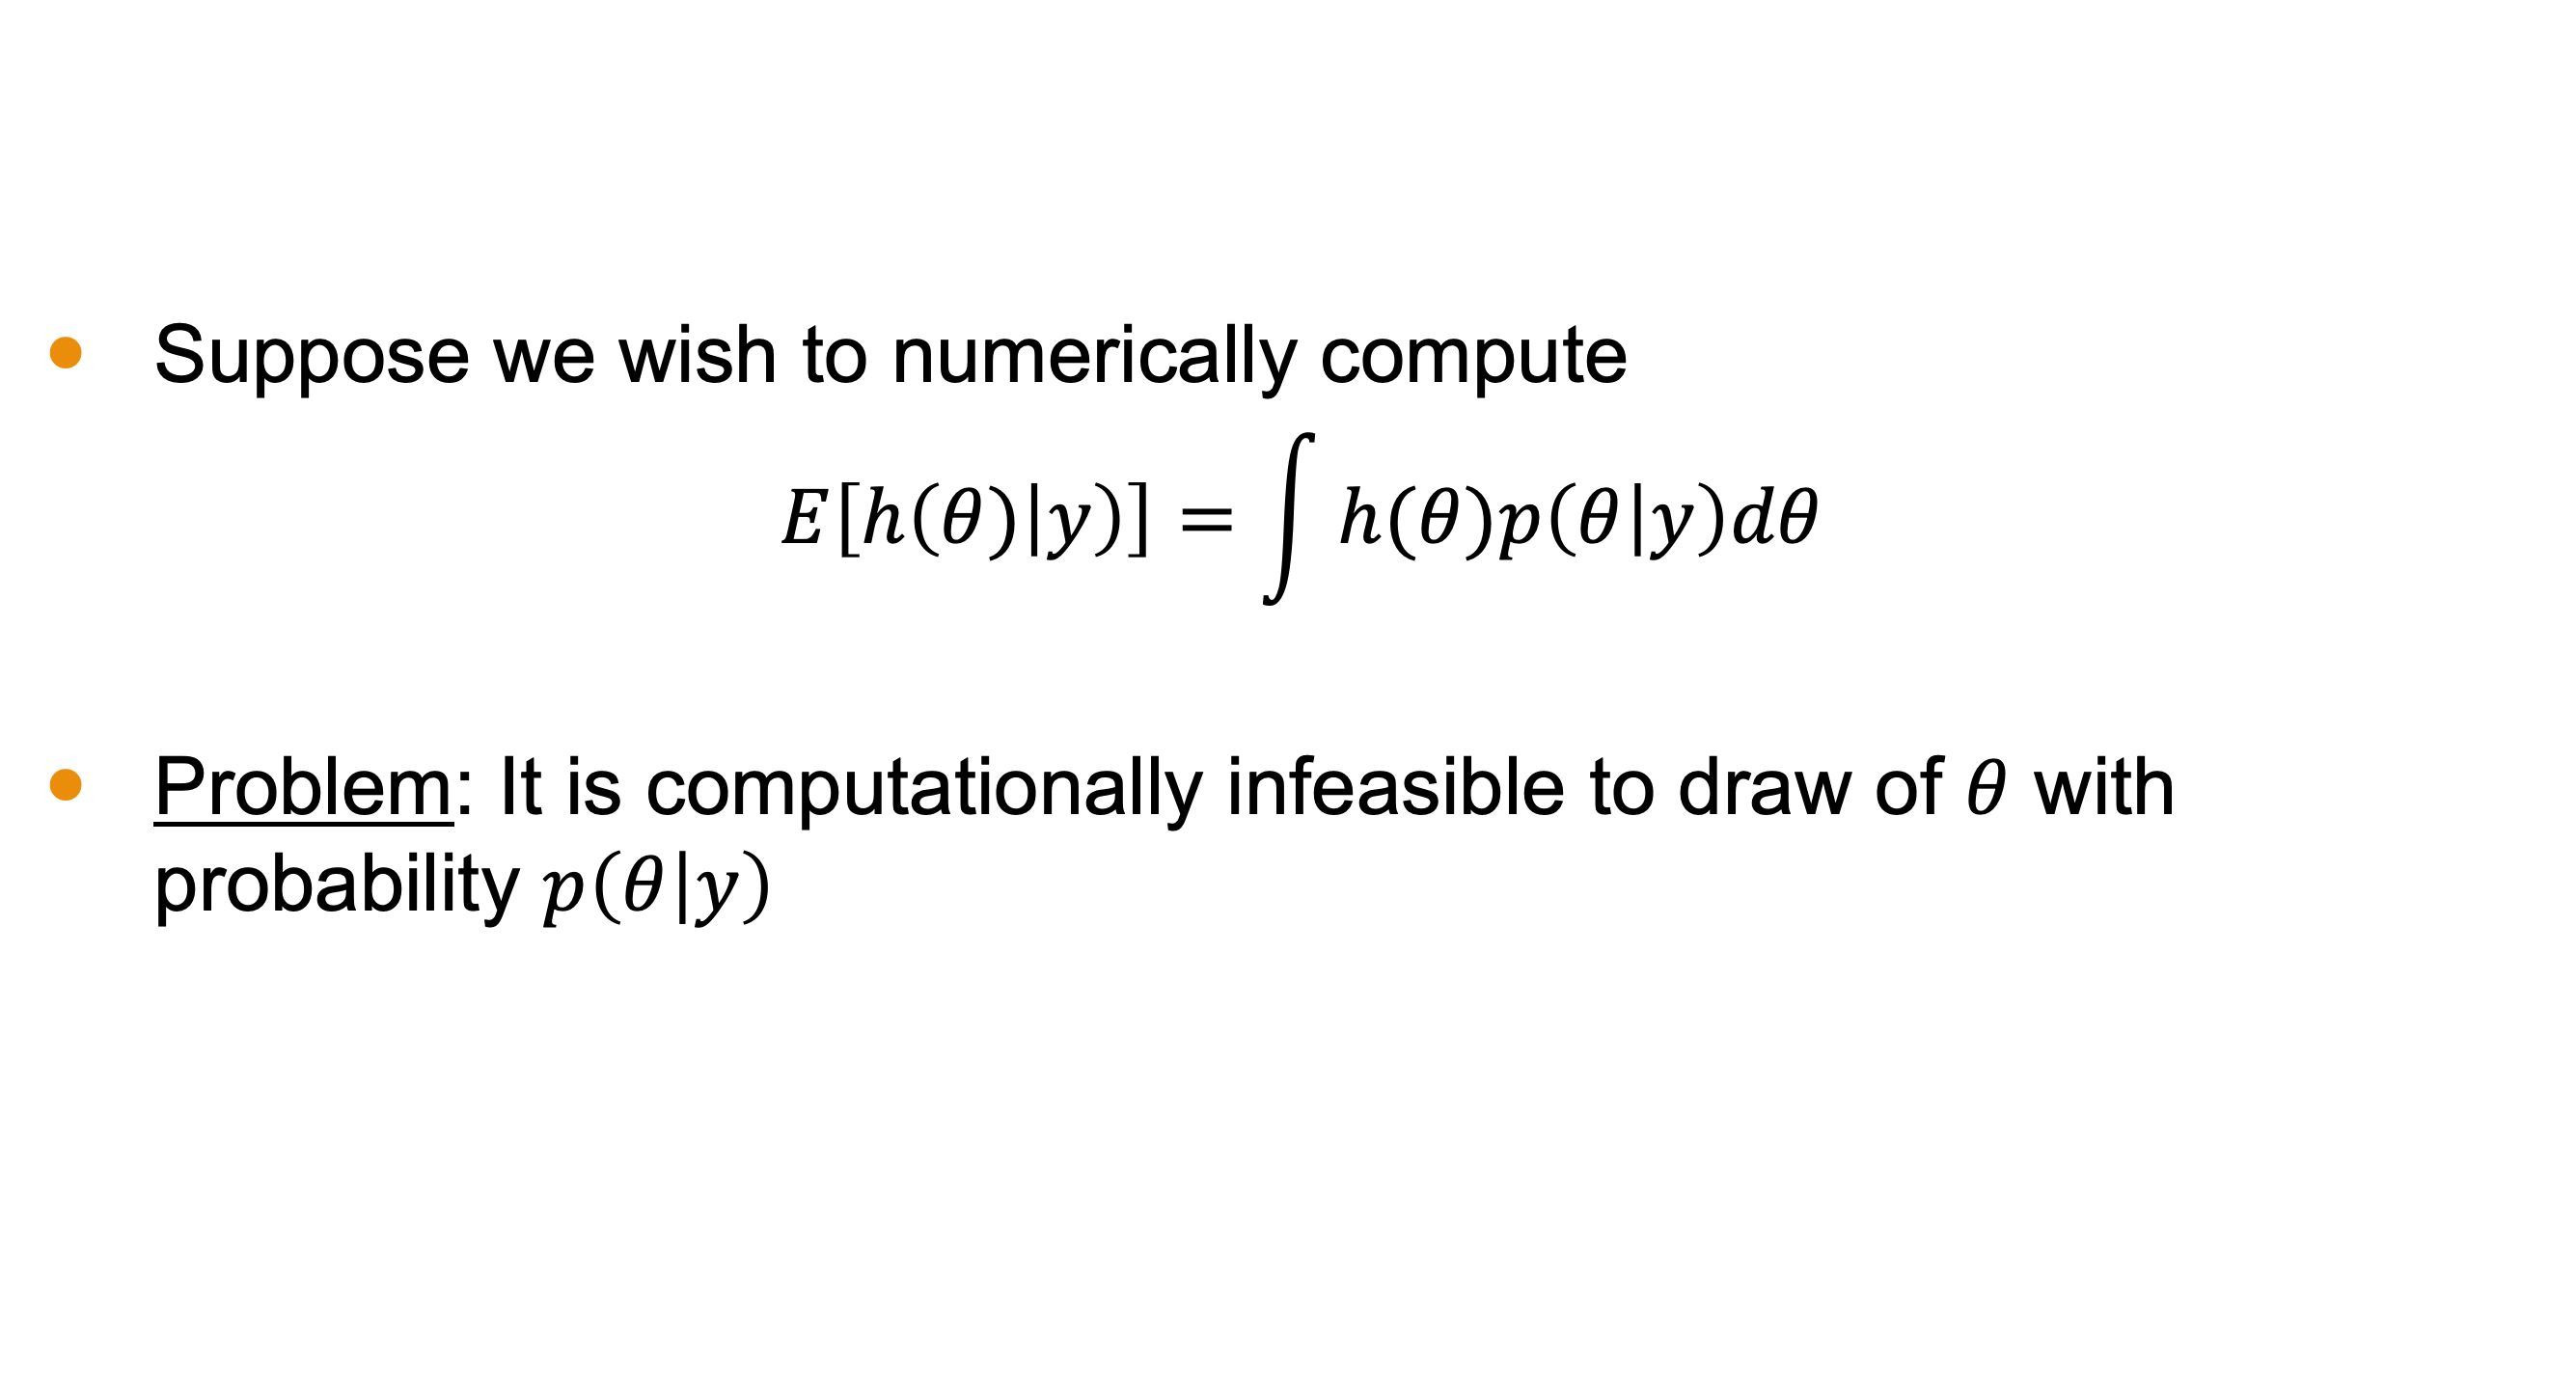 • Suppose we wish to numerically compute
E[h(θ)|y)] = ∫ h(θ)p(θ|y)dθ
• Problem: It is computationally infeasible to draw of θ with
probability p(θ|y)